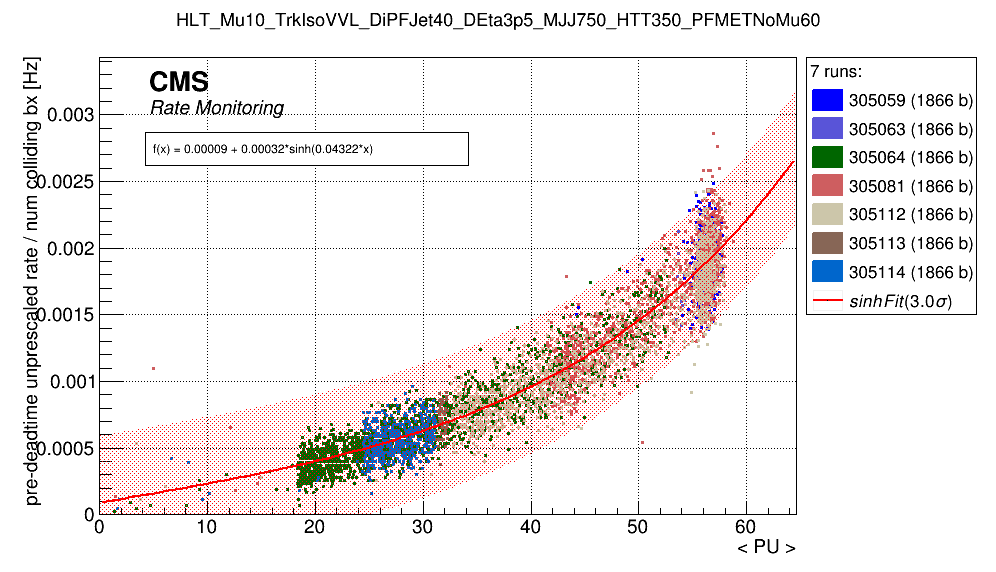 HLT_Mu10_TrkIsoVVL_DiPFJet40_DEta3p5_MJJ750_HTT350_PFMETNoMu60
pre-deadtime unprescaled rate / num colliding bx [Hz]
CMS
Rate Monitoring
f(x) = 0.00009 + 0.00032*sinh(0.04322*x)
0.003
0.0025
0.002
0.0015
0.001
0.0005
0
0 10 20 30 40 50 60
< PU >
7 runs:
305059 (1866 b)
305063 (1866 b)
305064 (1866 b)
305081 (1866 b)
305112 (1866 b)
305113 (1866 b)
305114 (1866 b)
sinhFit(3.0σ)